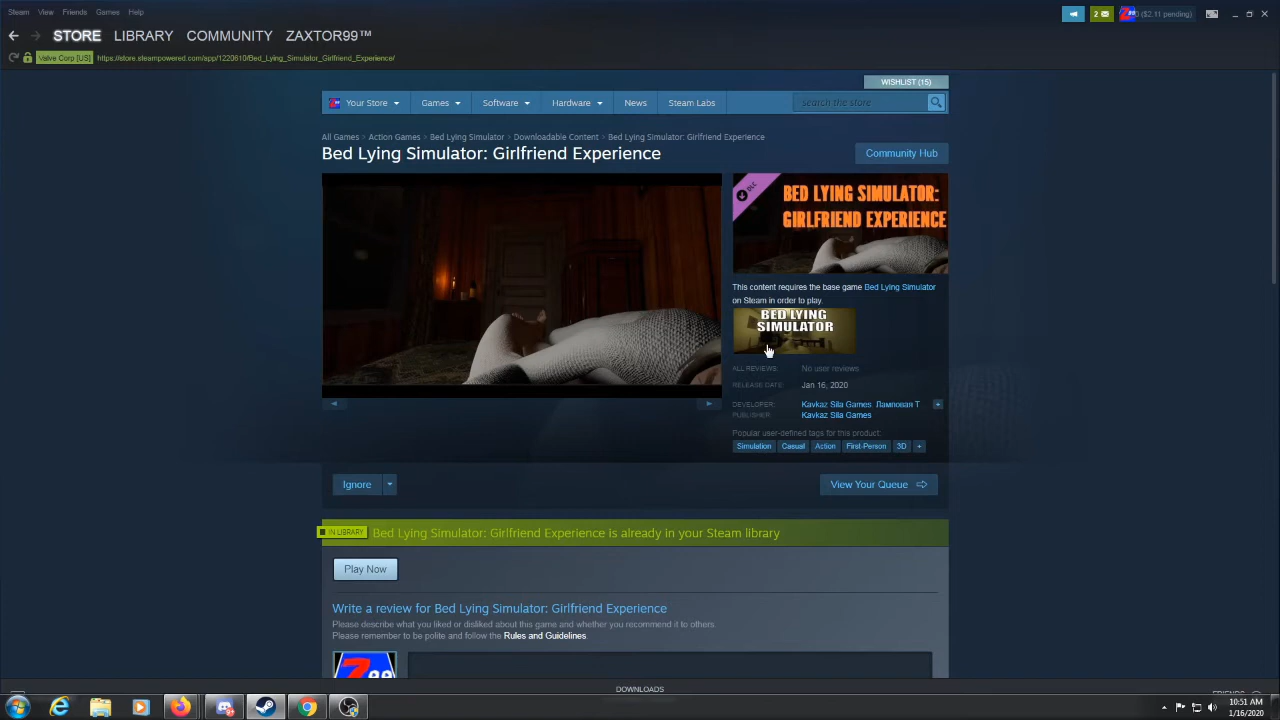 Steam View Friends Games Help
2 ($2.11 pending)
STORE LIBRARY COMMUNITY ZAXTOR99™
Valve Corp [US] https://store.steampowered.com/app/1220610/Bed_Lying_Simulator_Girlfriend_Experience/
WISHLIST (15)
Your Store Games Software Hardware News Steam Labs search the store
All Games > Action Games > Bed Lying Simulator > Downloadable Content > Bed Lying Simulator: Girlfriend Experience
Bed Lying Simulator: Girlfriend Experience
Community Hub
DLC
BED LYING SIMULATOR:
GIRLFRIEND EXPERIENCE
This content requires the base game Bed Lying Simulator
on Steam in order to play.
BED LYING
SIMULATOR
ALL REVIEWS: No user reviews
RELEASE DATE: Jan 16, 2020
DEVELOPER: Kavkaz Sila Games Ламповая Т +
PUBLISHER: Kavkaz Sila Games
Popular user-defined tags for this product:
Simulation Casual Action First-Person 3D +
Ignore
View Your Queue
IN LIBRARY Bed Lying Simulator: Girlfriend Experience is already in your Steam library
Play Now
Write a review for Bed Lying Simulator: Girlfriend Experience
Please describe what you liked or disliked about this game and whether you recommend it to others.
Please remember to be polite and follow the Rules and Guidelines.
Zee
DOWNLOADS
10:51 AM
1/16/2020